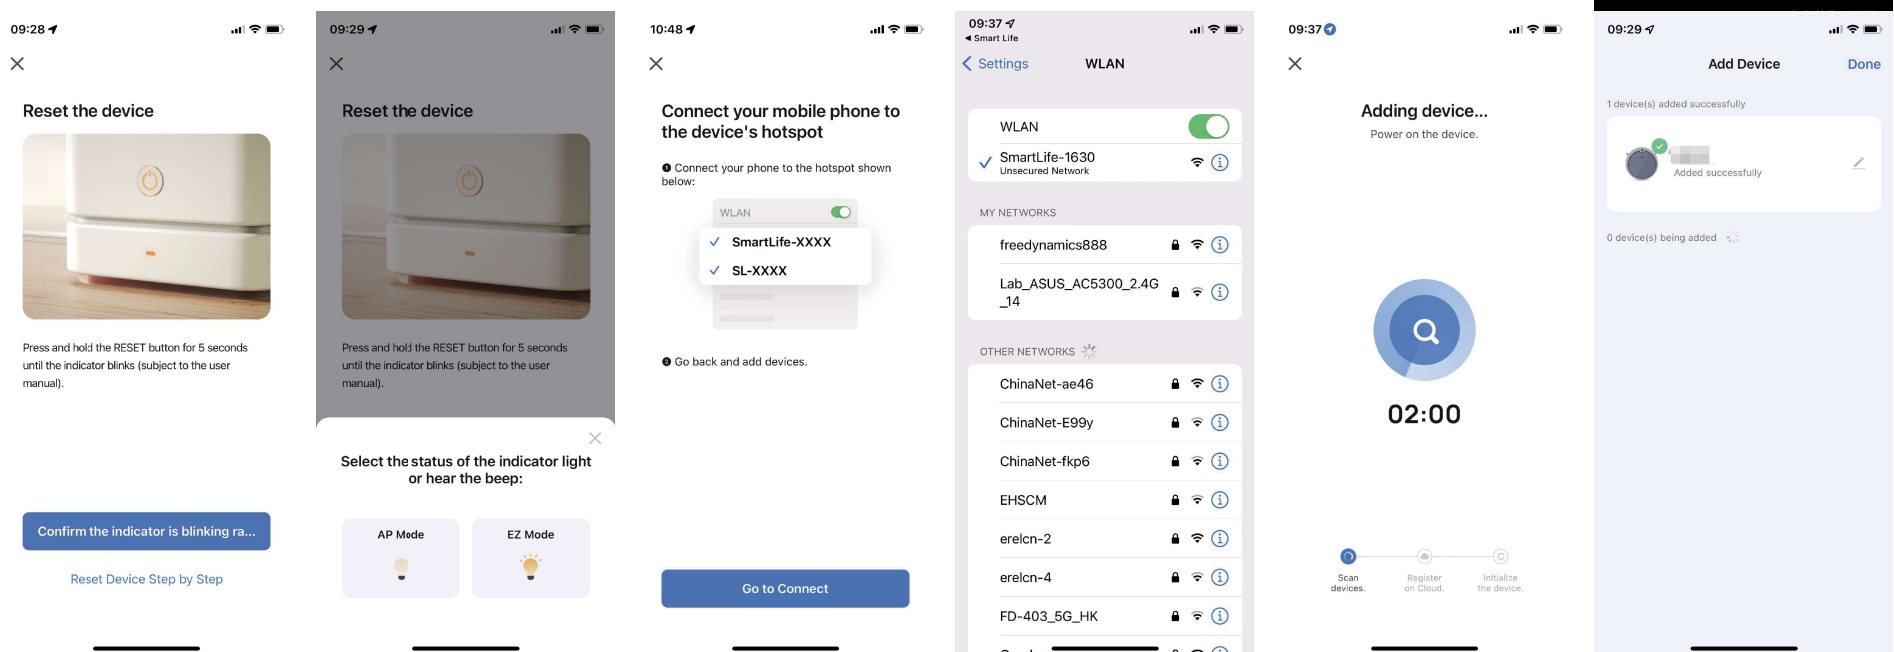 09:28
Reset the device
Press and hold the RESET button for 5 seconds
until the indicator blinks (subject to the user
manual).
Confirm the indicator is blinking ra...
Reset Device Step by Step
09:29
Reset the device
Press and hold the RESET button for 5 seconds
until the indicator blinks (subject to the user
manual).
Select the status of the indicator light
or hear the beep:
AP Mode
EZ Mode
10:48
Connect your mobile phone to
the device's hotspot
❶ Connect your phone to the hotspot shown
below:
WLAN
SmartLife-XXXX
SL-XXXX
❷ Go back and add devices.
Go to Connect
09:37
◀ Smart Life
Settings
WLAN
WLAN
SmartLife-1630
Unsecured Network
MY NETWORKS
freedynamics888
Lab_ASUS_AC5300_2.4G
_14
OTHER NETWORKS
ChinaNet-ae46
ChinaNet-E99y
ChinaNet-fkp6
EHSCM
erelcn-2
erelcn-4
FD-403_5G_HK
09:37
Adding device...
Power on the device.
02:00
Scan
devices.
Register
on Cloud.
Initialize
the device.
09:29
Add Device
Done
1 device(s) added successfully
Added successfully
0 device(s) being added